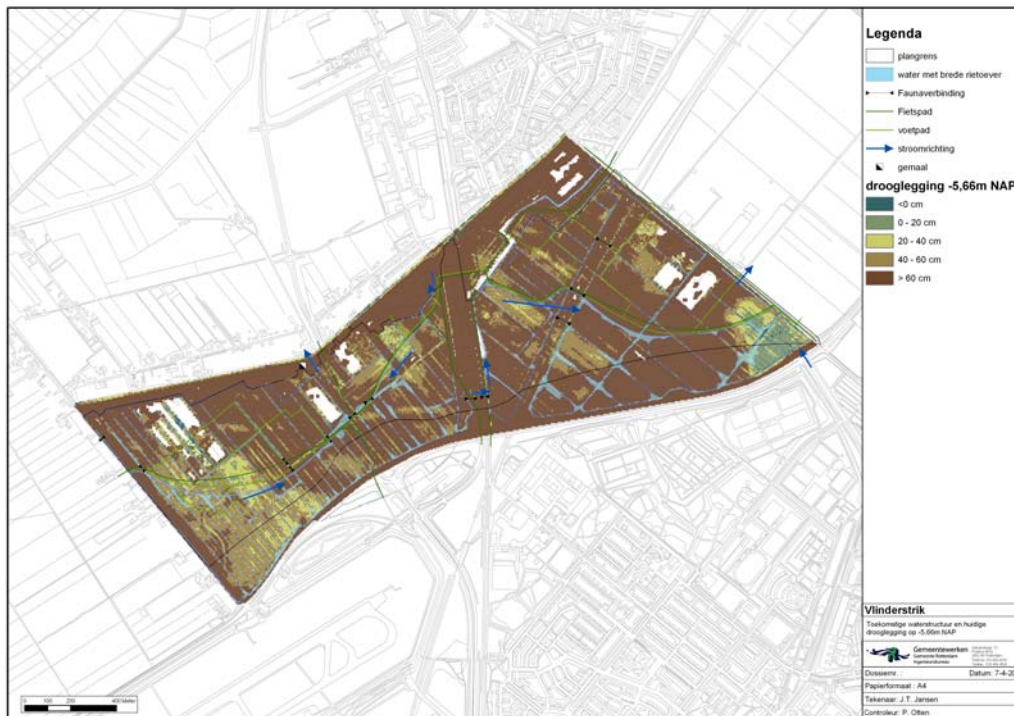 Legenda
plangrens
water met brede rietoever
Faunaverbinding
Fietspad
voetpad
stroomrichting
gemaal
drooglegging -5,66m NAP
<0 cm
0 - 20 cm
20 - 40 cm
40 - 60 cm
> 60 cm
Vlinderstrik
Toekomstige waterstructuur en huidige
drooglegging op -5,66m NAP
Gemeentewerken
Gemeente Rotterdam
Ingenieursbureau
Dossiernr. : Datum: 7-4-20
Papierformaat : A4
Tekenaar: J.T. Jansen
Controleur: P. Otten
0 100 200 400 Meter